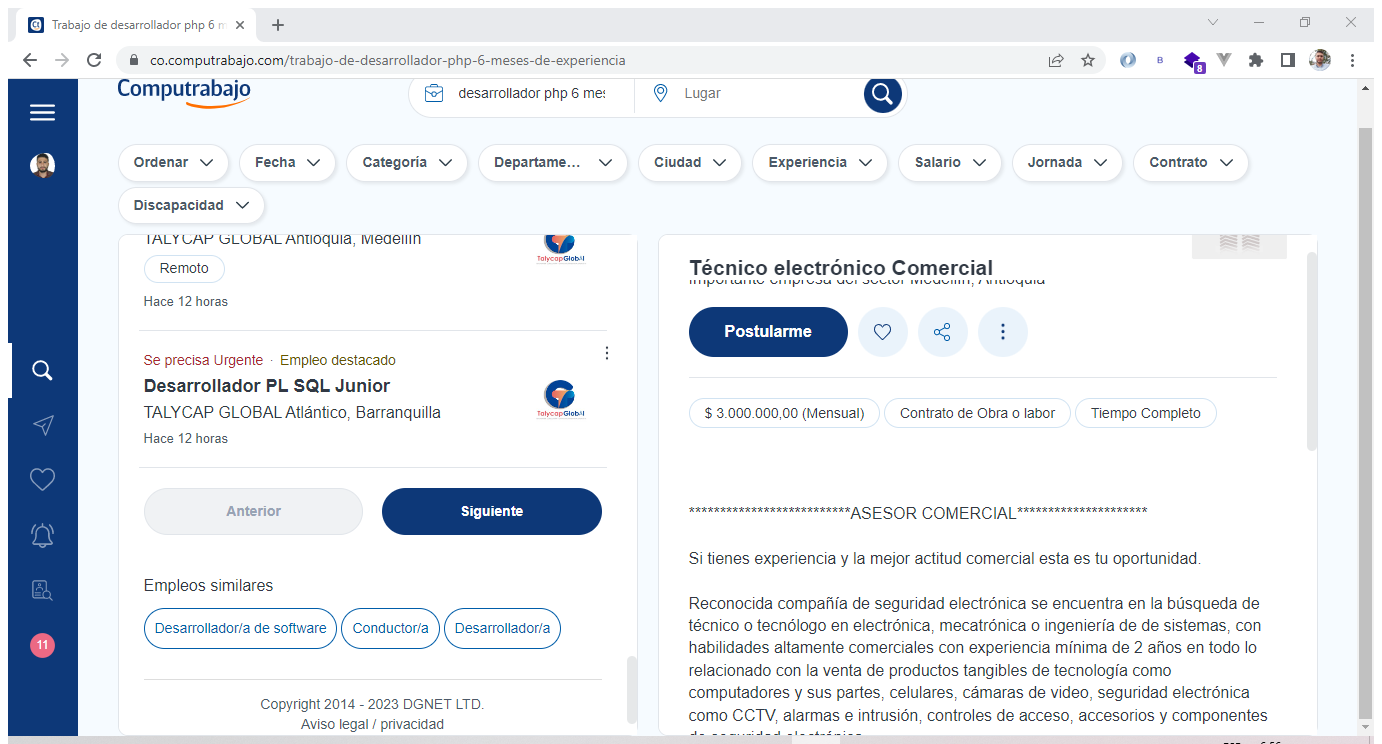 Trabajo de desarrollador php 6 m
co.computrabajo.com/trabajo-de-desarrollador-php-6-meses-de-experiencia
B
8
Computrabajo
desarrollador php 6 mes
Lugar
Ordenar
Fecha
Categoría
Departame...
Ciudad
Experiencia
Salario
Jornada
Contrato
Discapacidad
TALYCAP GLOBAL Antioquia, Medellín
TalycapGlobal
Remoto
Hace 12 horas
Se precisa Urgente · Empleo destacado
Desarrollador PL SQL Junior
TALYCAP GLOBAL Atlántico, Barranquilla
TalycapGlobal
Hace 12 horas
Anterior
Siguiente
Empleos similares
Desarrollador/a de software
Conductor/a
Desarrollador/a
11
Copyright 2014 - 2023 DGNET LTD.
Aviso legal / privacidad
Técnico electrónico Comercial
Importante empresa del sector Medellín, Antioquia
Postularme
$ 3.000.000,00 (Mensual)
Contrato de Obra o labor
Tiempo Completo
**************************ASESOR COMERCIAL*********************
Si tienes experiencia y la mejor actitud comercial esta es tu oportunidad.
Reconocida compañía de seguridad electrónica se encuentra en la búsqueda de
técnico o tecnólogo en electrónica, mecatrónica o ingeniería de de sistemas, con
habilidades altamente comerciales con experiencia mínima de 2 años en todo lo
relacionado con la venta de productos tangibles de tecnología como
computadores y sus partes, celulares, cámaras de video, seguridad electrónica
como CCTV, alarmas e intrusión, controles de acceso, accesorios y componentes
de seguridad electrónica